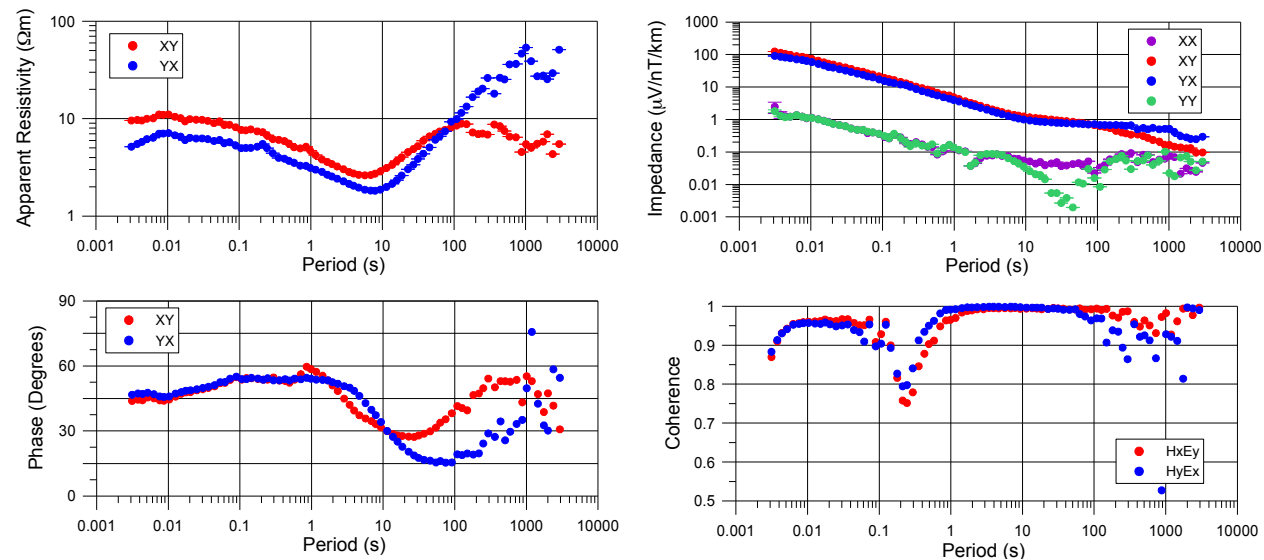 100
10
1
Apparent Resistivity (Ωm)
XY
YX
0.001 0.01 0.1 1 10 100 1000 10000
Period (s)
1000
100
10
1
0.1
0.01
0.001
Impedance (μV/nT/km)
XX
XY
YX
YY
0.001 0.01 0.1 1 10 100 1000 10000
Period (s)
90
60
30
0
Phase (Degrees)
XY
YX
0.001 0.01 0.1 1 10 100 1000 10000
Period (s)
1
0.9
0.8
0.7
0.6
0.5
Coherence
HxEy
HyEx
0.001 0.01 0.1 1 10 100 1000 10000
Period (s)